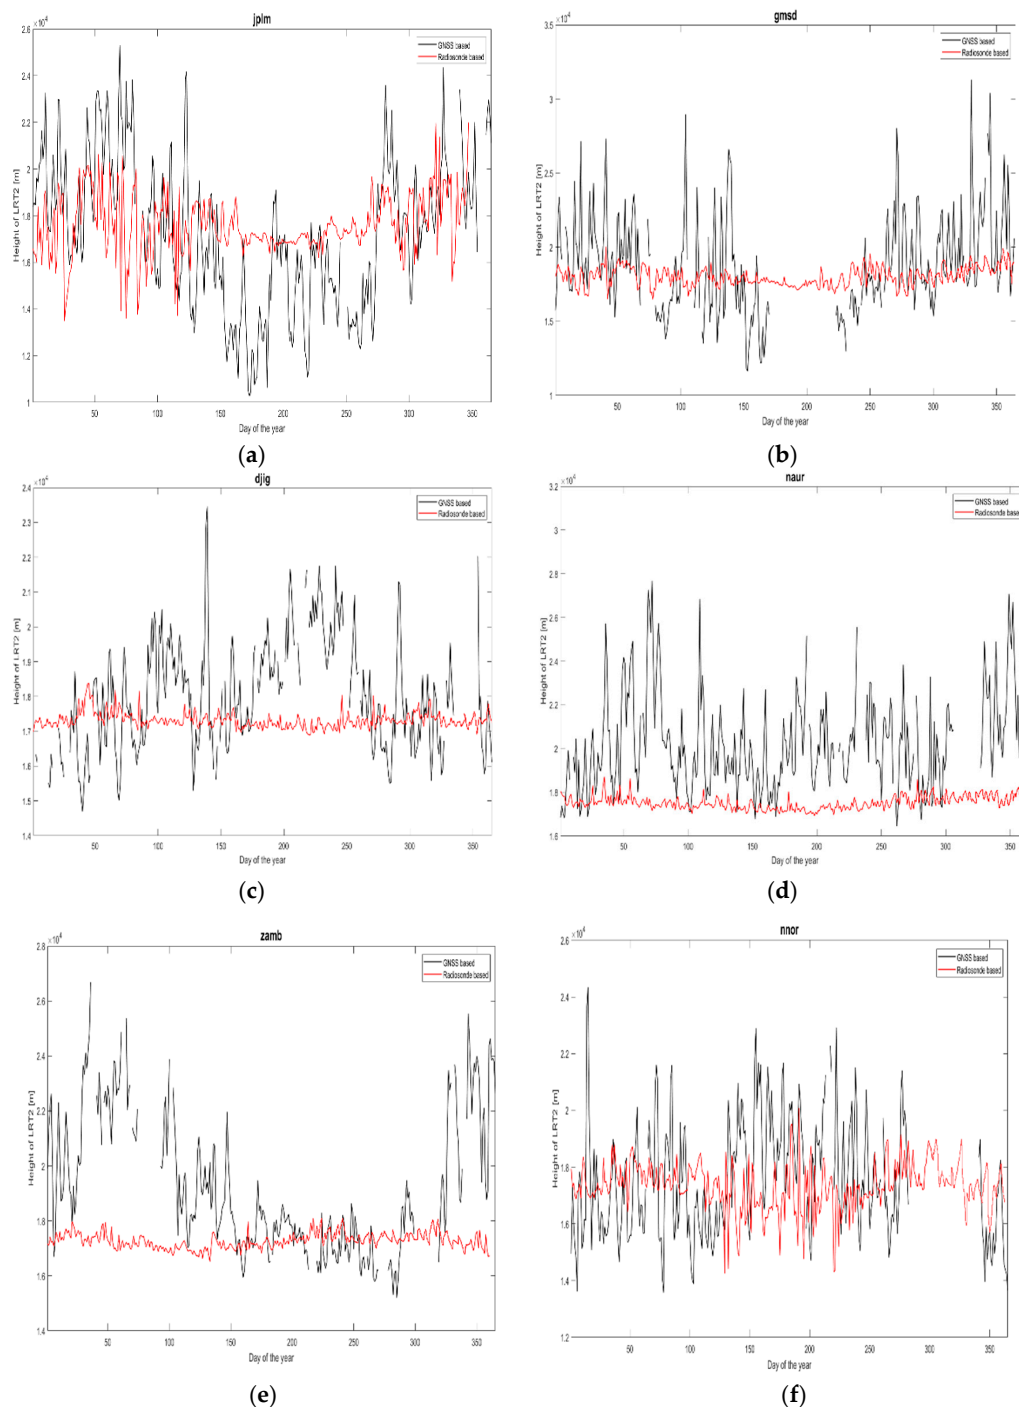 jplm
×10⁴
2.6
2.4
2.2
2
1.8
1.6
1.4
1.2
1
Height of LRT2 [m]
50 100 150 200 250 300 350
Day of the year
GNSS based
Radiosonde based
(a)
gmsd
×10⁴
3.5
3
2.5
2
1.5
1
Height of LRT2 [m]
50 100 150 200 250 300 350
Day of the year
GNSS based
Radiosonde based
(b)
djig
×10⁴
2.4
2.3
2.2
2.1
2
1.9
1.8
1.7
1.6
1.5
1.4
Height of LRT2 [m]
50 100 150 200 250 300 350
Day of the year
GNSS based
Radiosonde based
(c)
naur
×10⁴
3.2
3
2.8
2.6
2.4
2.2
2
1.8
1.6
Height of LRT2 [m]
50 100 150 200 250 300 350
Day of the year
GNSS based
Radiosonde based
(d)
zamb
×10⁴
2.8
2.6
2.4
2.2
2
1.8
1.6
1.4
Height of LRT2 [m]
50 100 150 200 250 300 350
Day of the year
GNSS based
Radiosonde based
(e)
nnor
×10⁴
2.6
2.4
2.2
2
1.8
1.6
1.4
1.2
Height of LRT2 [m]
50 100 150 200 250 300 350
Day of the year
GNSS based
Radiosonde based
(f)